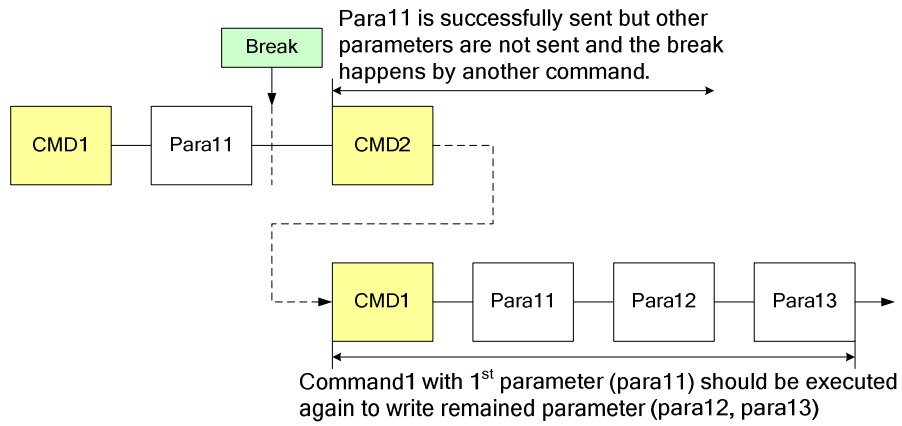 Para11 is successfully sent but other
parameters are not sent and the break
happens by another command.
Break
CMD1
Para11
CMD2
CMD1
Para11
Para12
Para13
Command1 with 1st parameter (para11) should be executed
again to write remained parameter (para12, para13)